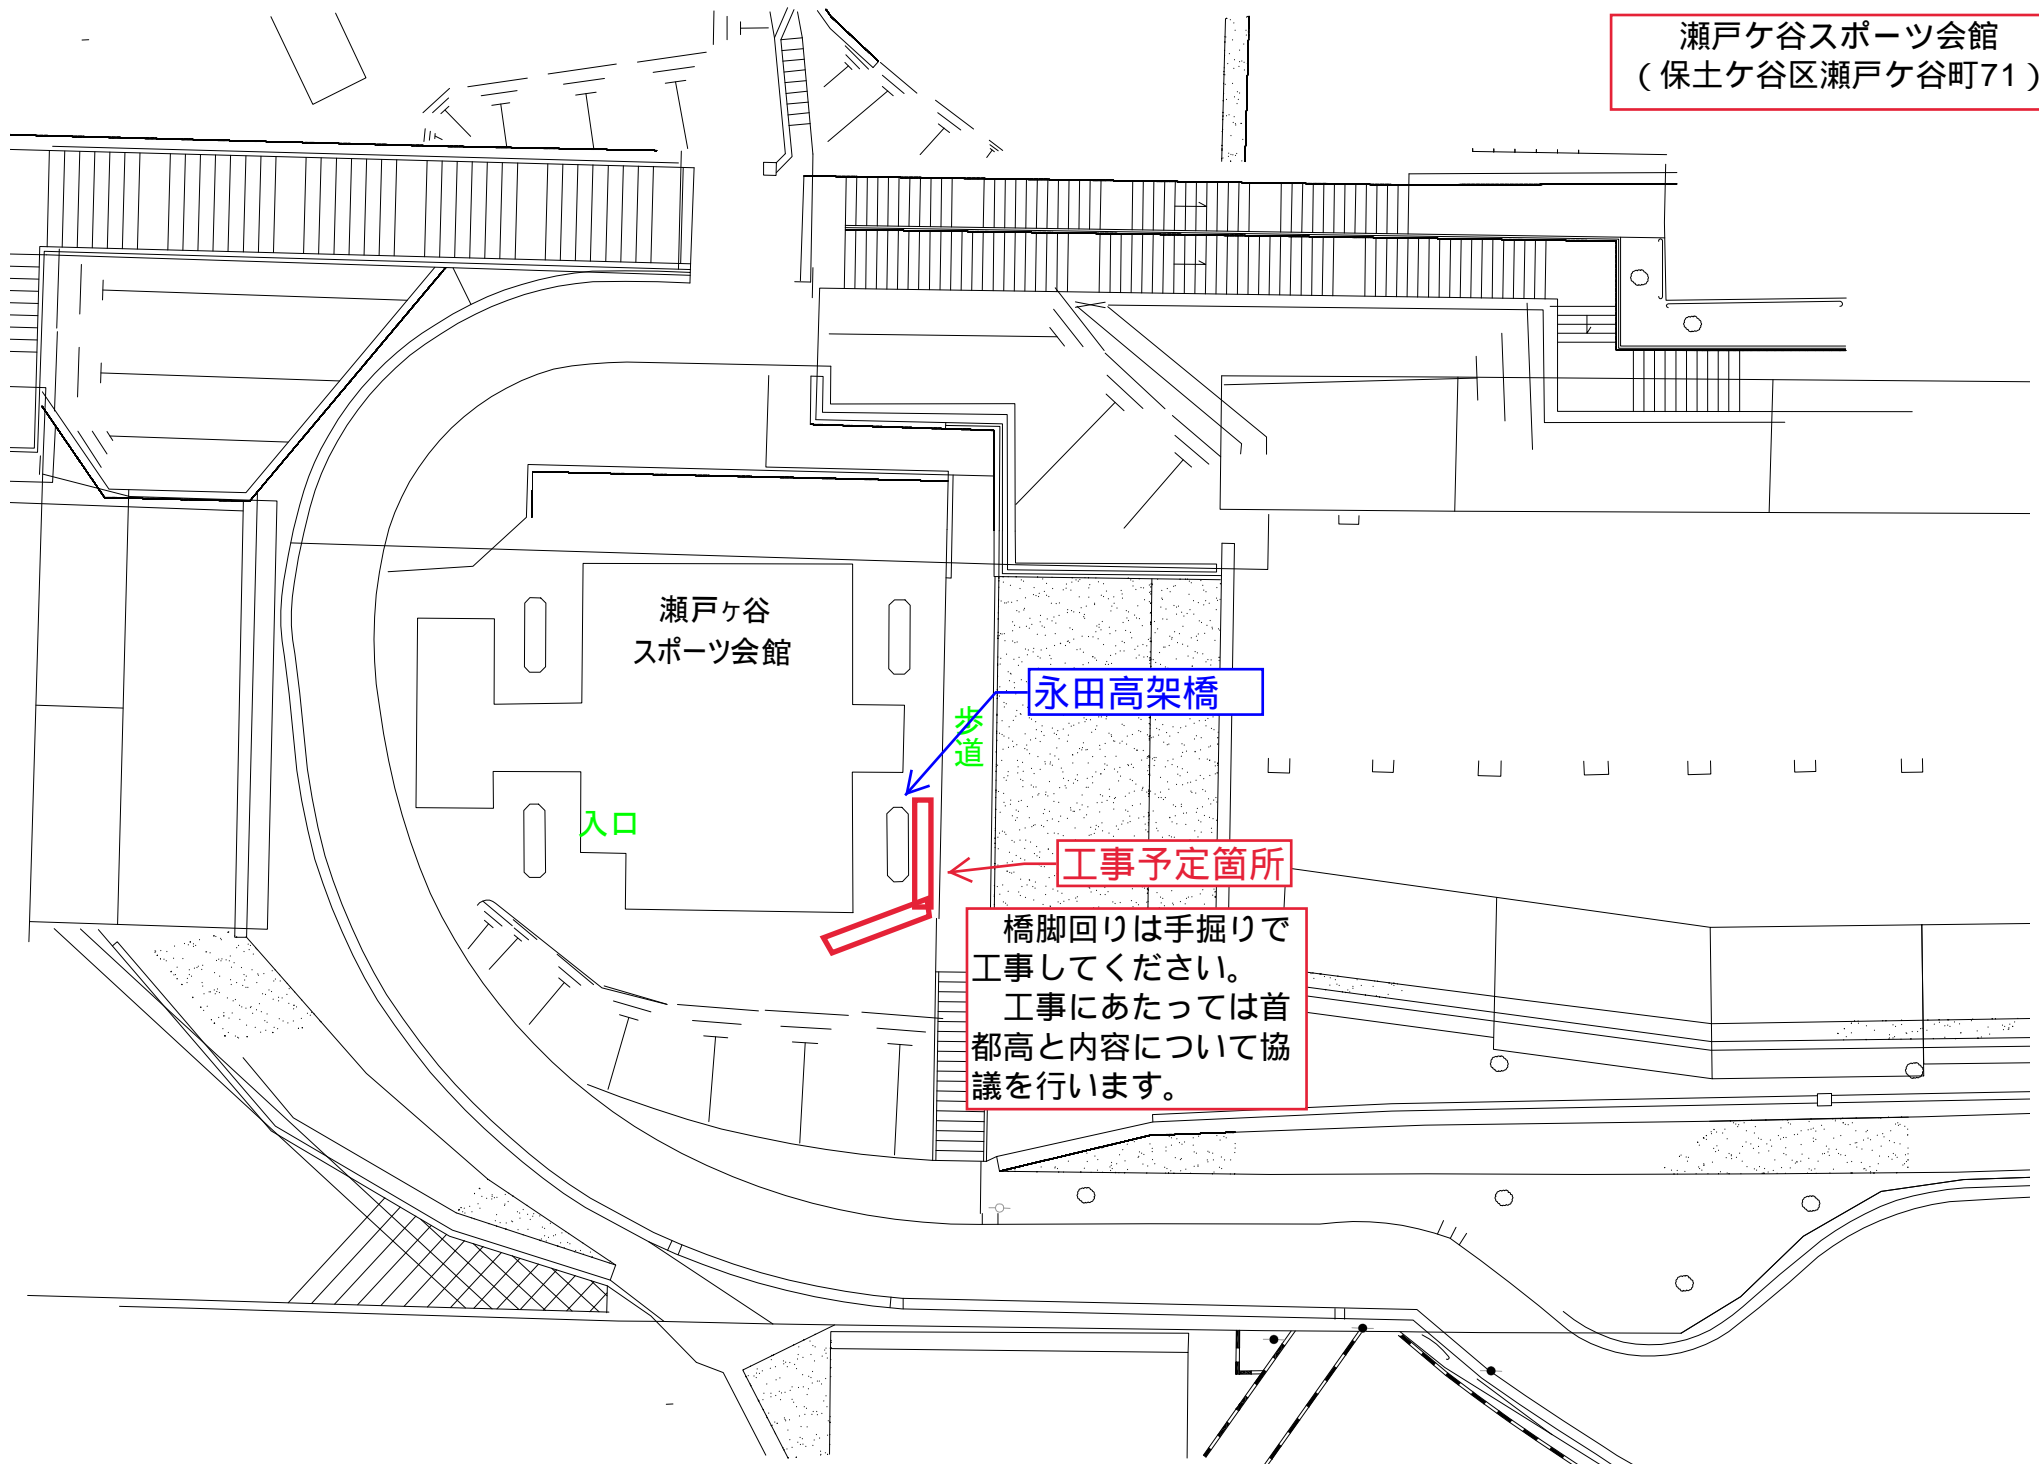 瀬戸ケ谷スポーツ会館
（保土ケ谷区瀬戸ケ谷町71）
瀬戸ヶ谷
スポーツ会館
永田高架橋
歩道
入口
工事予定箇所
　橋脚回りは手掘りで
工事してください。
　工事にあたっては首
都高と内容について協
議を行います。